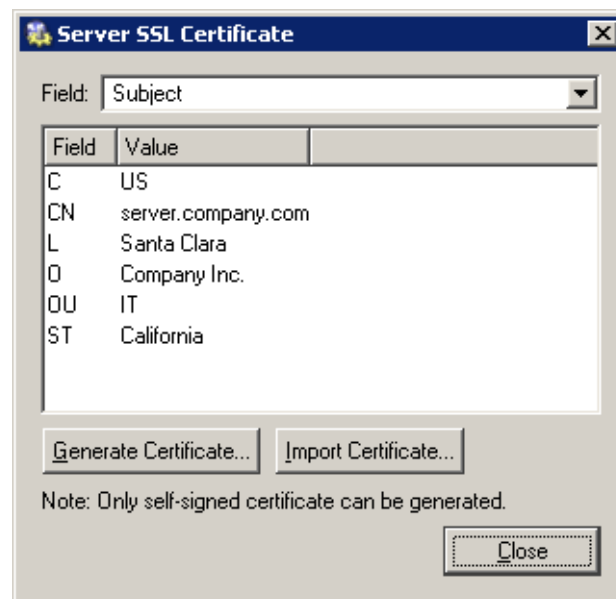 Server SSL Certificate
Field: Subject
Field Value
C US
CN server.company.com
L Santa Clara
O Company Inc.
OU IT
ST California
Generate Certificate... Import Certificate...
Note: Only self-signed certificate can be generated.
Close